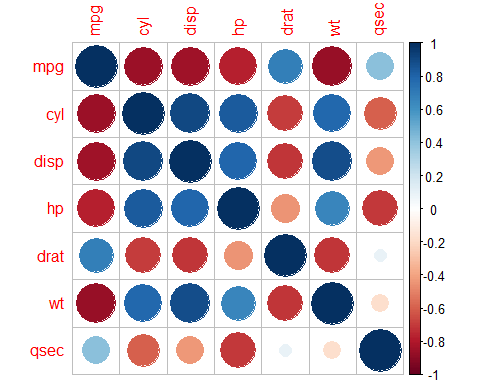 mpg cyl disp hp drat wt qsec
mpg
cyl
disp
hp
drat
wt
qsec
1
0.8
0.6
0.4
0.2
0
-0.2
-0.4
-0.6
-0.8
-1